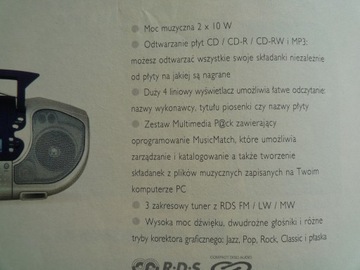 Moc muzyczna 2 x 10 W
Odtwarzanie płyt CD / CD-R / CD-RW i MP3:
możesz odtwarzać wszystkie swoje składanki niezależnie
od płyty na jakiej są nagrane
Duży 4 liniowy wyświetlacz umożliwia łatwe odczytanie:
nazwy wykonawcy, tytułu piosenki czy nazwy płyty
Zestaw Multimedia P@ck zawierający
oprogramowanie MusicMatch, które umożliwia
zarządzanie i katalogowanie a także tworzenie
składanek z plików muzycznych zapisanych na Twoim
komputerze PC
3 zakresowy tuner z RDS FM / LW / MW
Wysoka moc dźwięku, dwudrożne głośniki i różne
tryby korektora graficznego: Jazz, Pop, Rock, Classic i płaska
CD R·D·S